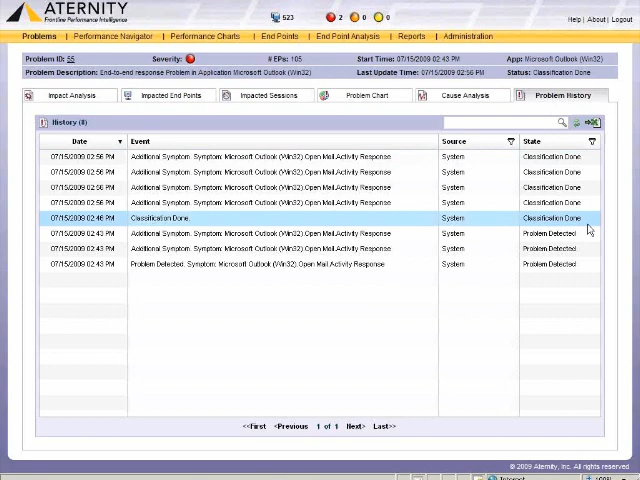 ATERNITY
Frontline Performance Intelligence
523 2 0 0
Help | About | Logout
Problems Performance Navigator Performance Charts End Points End Point Analysis Reports Administration
Problem ID: 55 Severity: # EPs: 105 Start Time: 07/15/2009 02:43 PM App: Microsoft Outlook (Win32)
Problem Description: End-to-end response Problem in Application Microsoft Outlook (Win32) Last Update Time: 07/15/2009 02:56 PM Status: Classification Done
Impact Analysis Impacted End Points Impacted Sessions Problem Chart Cause Analysis Problem History
History (8)
Date Event Source State
07/15/2009 02:56 PM Additional Symptom. Symptom: Microsoft Outlook (Win32).Open Mail.Activity Response System Classification Done
07/15/2009 02:56 PM Additional Symptom. Symptom: Microsoft Outlook (Win32).Open Mail.Activity Response System Classification Done
07/15/2009 02:56 PM Additional Symptom. Symptom: Microsoft Outlook (Win32).Open Mail.Activity Response System Classification Done
07/15/2009 02:56 PM Additional Symptom. Symptom: Microsoft Outlook (Win32).Open Mail.Activity Response System Classification Done
07/15/2009 02:46 PM Classification Done. System Classification Done
07/15/2009 02:43 PM Additional Symptom. Symptom: Microsoft Outlook (Win32).Open Mail.Activity Response System Problem Detected
07/15/2009 02:43 PM Additional Symptom. Symptom: Microsoft Outlook (Win32).Open Mail.Activity Response System Problem Detected
07/15/2009 02:43 PM Problem Detected. Symptom: Microsoft Outlook (Win32).Open Mail.Activity Response System Problem Detected
<<First <Previous 1 of 1 Next> Last>>
© 2009 Aternity, Inc. All rights reserved
Internet 100%